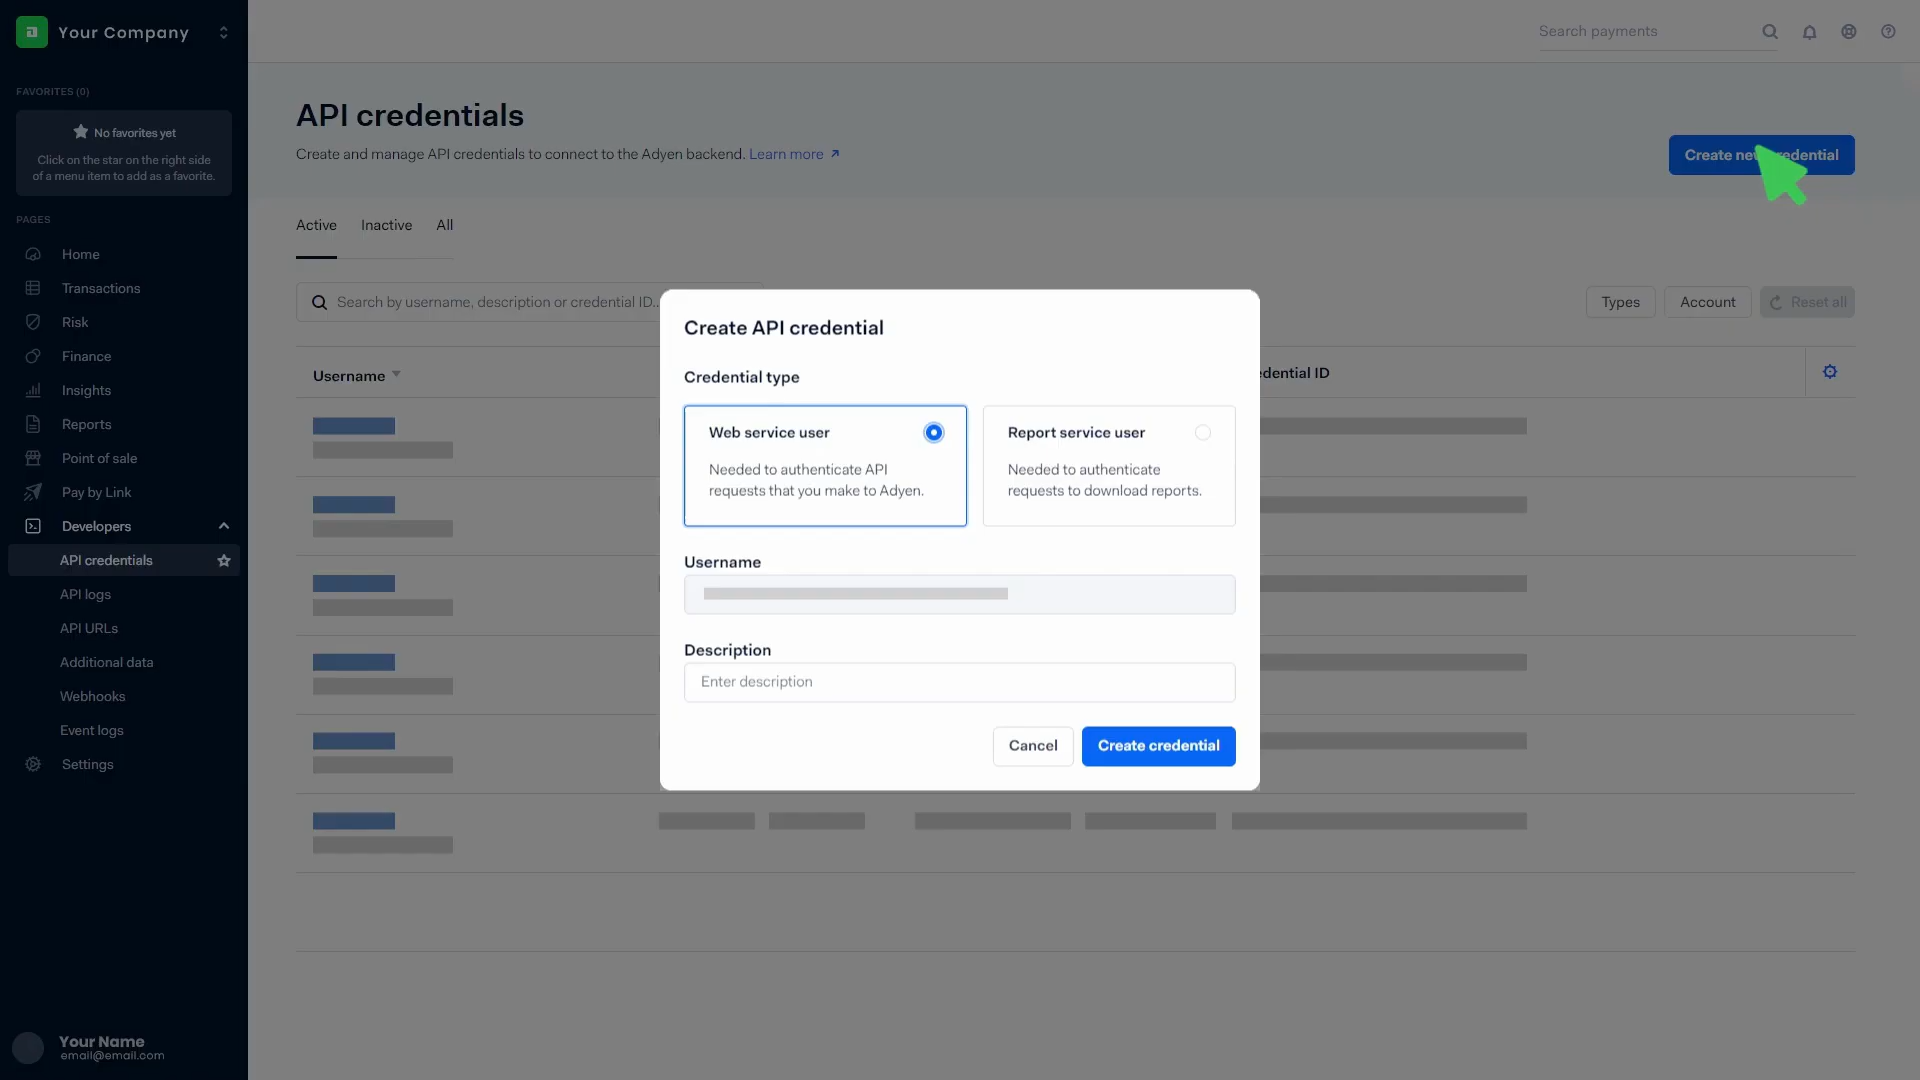 Your Company
Search payments
FAVORITES (0)
No favorites yet
Click on the star on the right side
of a menu item to add as a favorite.
PAGES
Home
Transactions
Risk
Finance
Insights
Reports
Point of sale
Pay by Link
Developers
API credentials
API logs
API URLs
Additional data
Webhooks
Event logs
Settings
Your Name
email@email.com
API credentials
Create and manage API credentials to connect to the Adyen backend. Learn more
Create new credential
Active Inactive All
Search by username, description or credential ID..
Types Account Reset all
Username
dential ID
Create API credential
Credential type
Web service user
Needed to authenticate API
requests that you make to Adyen.
Report service user
Needed to authenticate
requests to download reports.
Username
Description
Enter description
Cancel Create credential